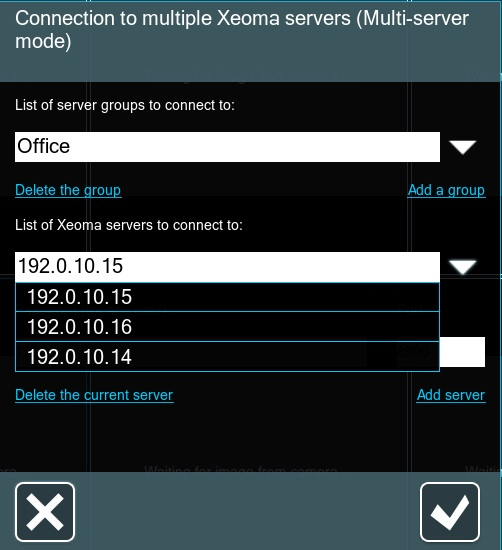 Connection to multiple Xeoma servers (Multi-server
mode)
List of server groups to connect to:
Office
Delete the group
Add a group
List of Xeoma servers to connect to:
192.0.10.15
192.0.10.15
192.0.10.16
192.0.10.14
Delete the current server
Add server
Waiting for image from camera